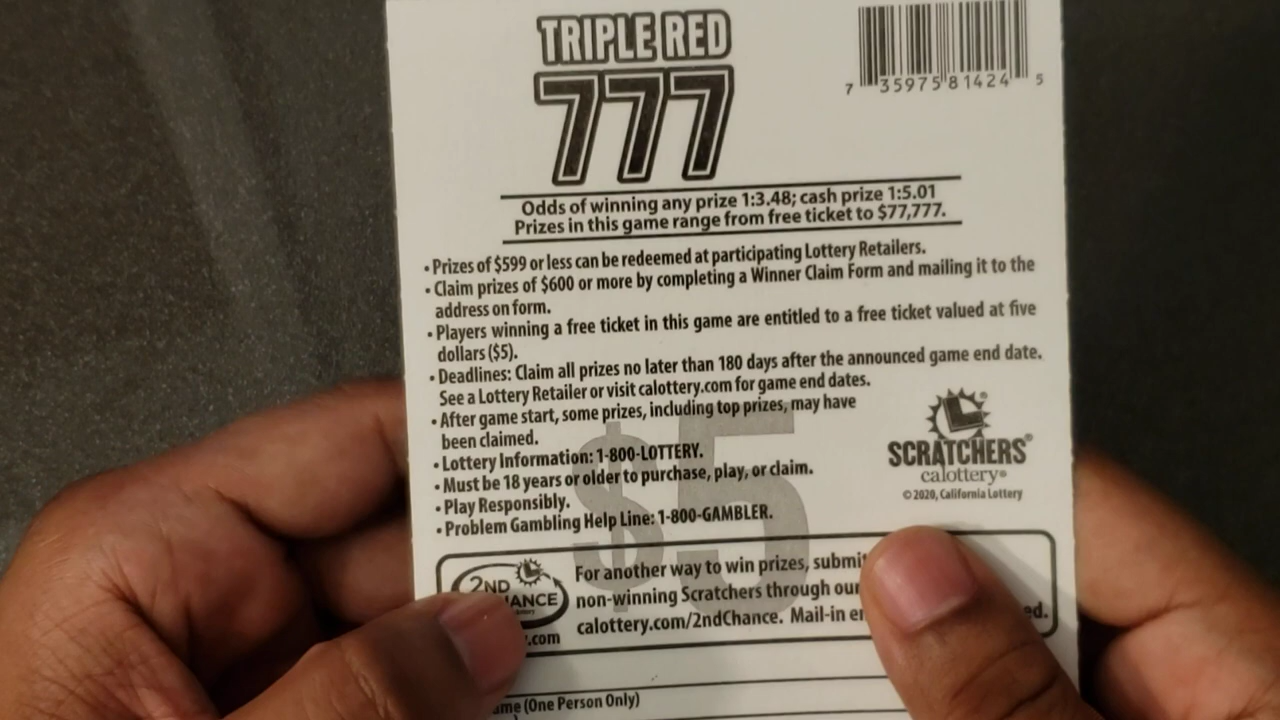 TRIPLE RED
777
7 35975 81424 5
Odds of winning any prize 1:3.48; cash prize 1:5.01
Prizes in this game range from free ticket to $77,777.
• Prizes of $599 or less can be redeemed at participating Lottery Retailers.
• Claim prizes of $600 or more by completing a Winner Claim Form and mailing it to the
address on form.
• Players winning a free ticket in this game are entitled to a free ticket valued at five
dollars ($5).
• Deadlines: Claim all prizes no later than 180 days after the announced game end date.
See a Lottery Retailer or visit calottery.com for game end dates.
• After game start, some prizes, including top prizes, may have
been claimed.
• Lottery Information: 1-800-LOTTERY.
• Must be 18 years or older to purchase, play, or claim.
• Play Responsibly.
• Problem Gambling Help Line: 1-800-GAMBLER.
$5
SCRATCHERS®
calottery®
© 2020, California Lottery
2ND
ANCE
.com
For another way to win prizes, submit
non-winning Scratchers through our
calottery.com/2ndChance. Mail-in en ed.
ame (One Person Only)